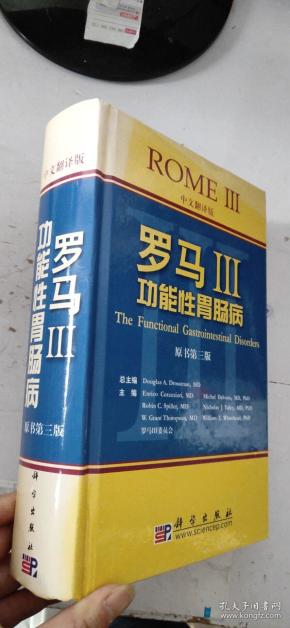 中文翻译版
罗马III
功能性胃肠病
原书第三版
科学出版社
ROME III
中文翻译版
罗马 III
功能性胃肠病
The Functional Gastrointestinal Disorders
原书第三版
总主编 Douglas A. Drossman, MD
主 编 Enrico Corazziari, MD Michel Delvaux, MD, PhD
Robin C. Spiller, MD Nicholas J. Talley, MD, PhD
W. Grant Thompson, MD William E. Whitehead, PhD
罗马III委员会
科学出版社
www.sciencep.com
孔夫子旧书网